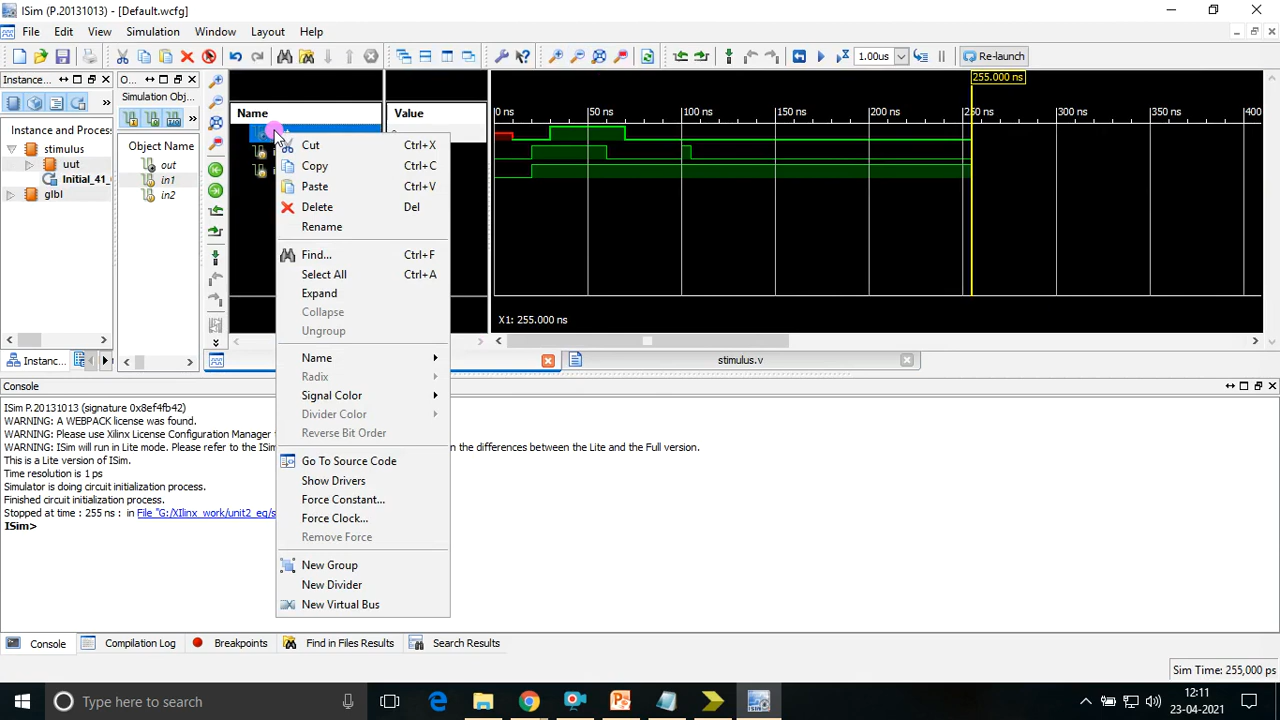 ISim (P.20131013) - [Default.wcfg]
File Edit View Simulation Window Layout Help
1.00us Re-launch
Instance
O...
Simulation Obj
Instance and Process
stimulus
uut
Initial_41_
glbl
Object Name
out
in1
in2
Name Value
255.000 ns
0 ns 50 ns 100 ns 150 ns 200 ns 250 ns 300 ns 350 ns 400
X1: 255.000 ns
Cut Ctrl+X
Copy Ctrl+C
Paste Ctrl+V
Delete Del
Rename
Find... Ctrl+F
Select All Ctrl+A
Expand
Collapse
Ungroup
Name
Radix
Signal Color
Divider Color
Reverse Bit Order
Go To Source Code
Show Drivers
Force Constant...
Force Clock...
Remove Force
New Group
New Divider
New Virtual Bus
Instanc
stimulus.v
Console
ISim P.20131013 (signature 0x8ef4fb42)
WARNING: A WEBPACK license was found.
WARNING: Please use Xilinx License Configuration Manager
WARNING: ISim will run in Lite mode. Please refer to the ISim n the differences between the Lite and the Full version.
This is a Lite version of ISim.
Time resolution is 1 ps
Simulator is doing circuit initialization process.
Finished circuit initialization process.
Stopped at time : 255 ns : in File "G:/XIlinx_work/unit2_eq/s
ISim>
Console Compilation Log Breakpoints Find in Files Results Search Results
Sim Time: 255,000 ps
Type here to search
12:11
23-04-2021